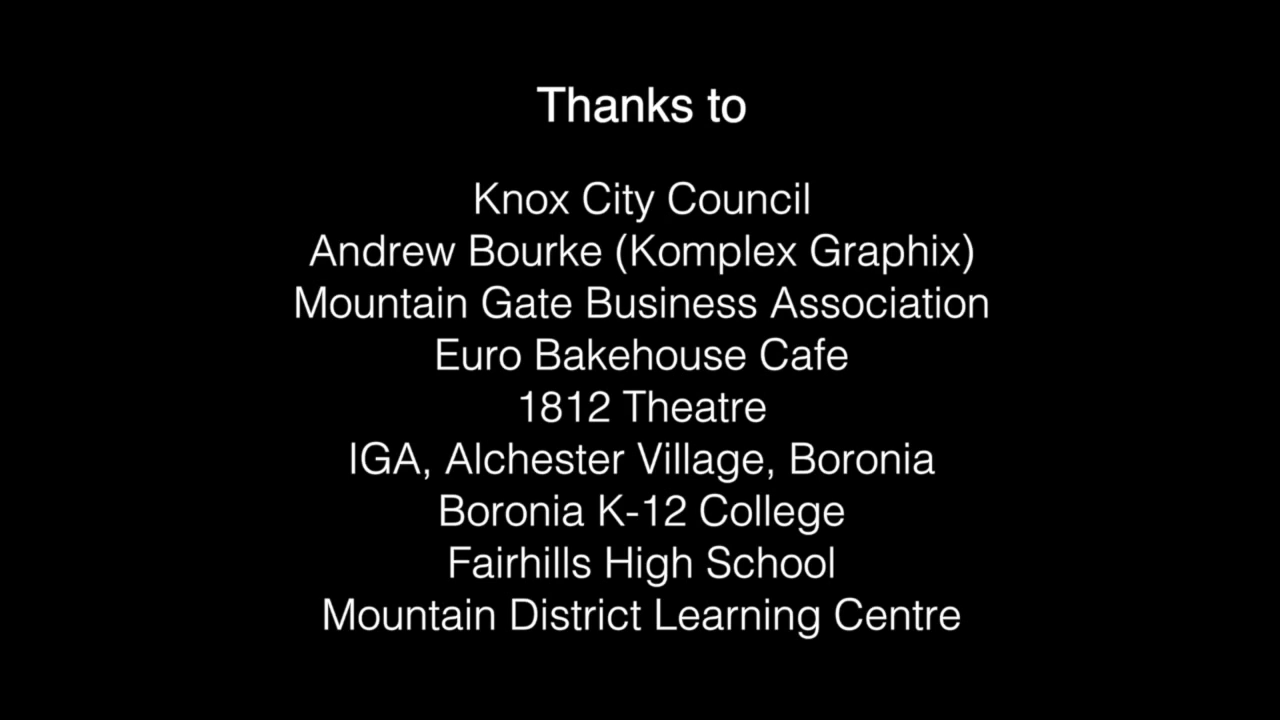 Thanks to
Knox City Council
Andrew Bourke (Komplex Graphix)
Mountain Gate Business Association
Euro Bakehouse Cafe
1812 Theatre
IGA, Alchester Village, Boronia
Boronia K-12 College
Fairhills High School
Mountain District Learning Centre